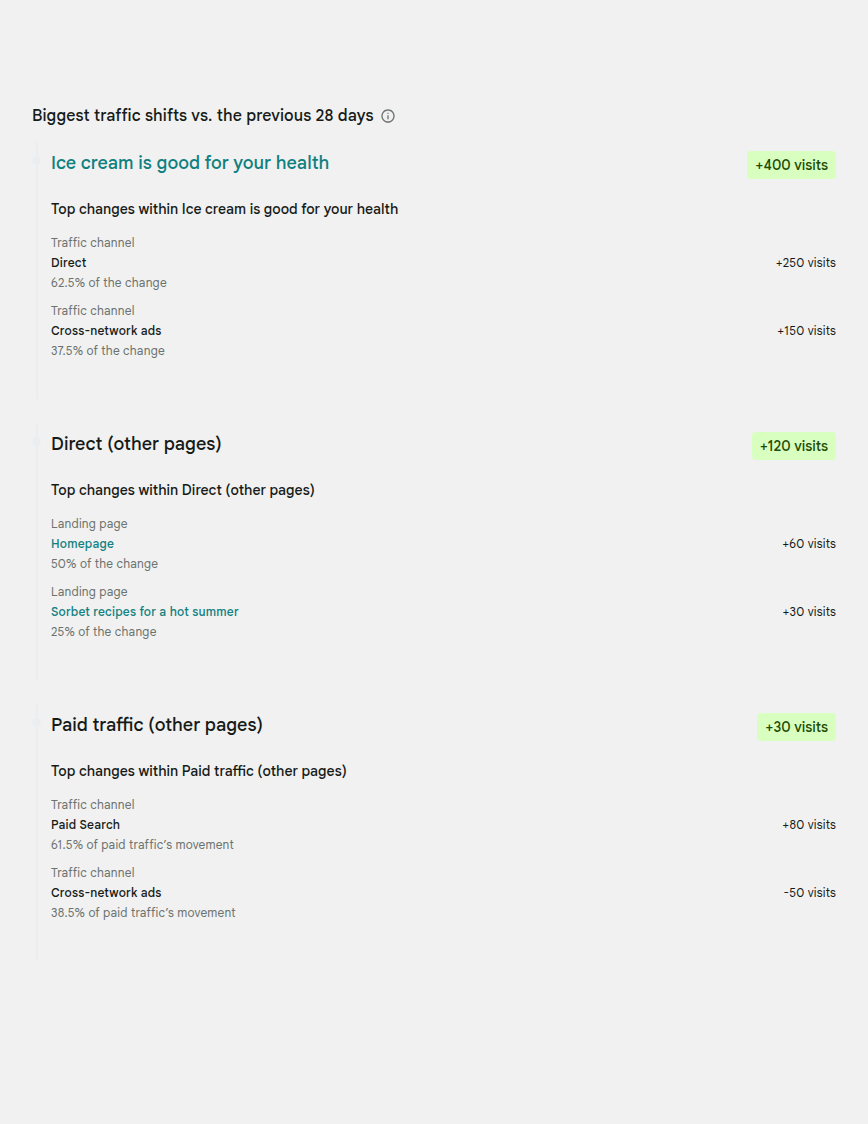 Biggest traffic shifts vs. the previous 28 days
Ice cream is good for your health
+400 visits
Top changes within Ice cream is good for your health
Traffic channel
Direct
+250 visits
62.5% of the change
Traffic channel
Cross-network ads
+150 visits
37.5% of the change
Direct (other pages)
+120 visits
Top changes within Direct (other pages)
Landing page
Homepage
+60 visits
50% of the change
Landing page
Sorbet recipes for a hot summer
+30 visits
25% of the change
Paid traffic (other pages)
+30 visits
Top changes within Paid traffic (other pages)
Traffic channel
Paid Search
+80 visits
61.5% of paid traffic’s movement
Traffic channel
Cross-network ads
-50 visits
38.5% of paid traffic’s movement